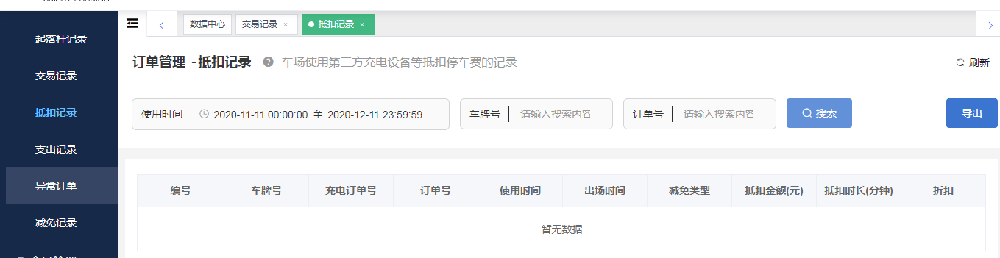 SMART PARKING
数据中心 交易记录 × 抵扣记录 ×
起落杆记录
交易记录
抵扣记录
支出记录
异常订单
减免记录
订单管理 -抵扣记录 ? 车场使用第三方充电设备等抵扣停车费的记录 刷新
使用时间 2020-11-11 00:00:00 至 2020-12-11 23:59:59 车牌号 请输入搜索内容 订单号 请输入搜索内容 搜索 导出
编号 车牌号 充电订单号 订单号 使用时间 出场时间 减免类型 抵扣金额(元) 抵扣时长(分钟) 折扣
暂无数据